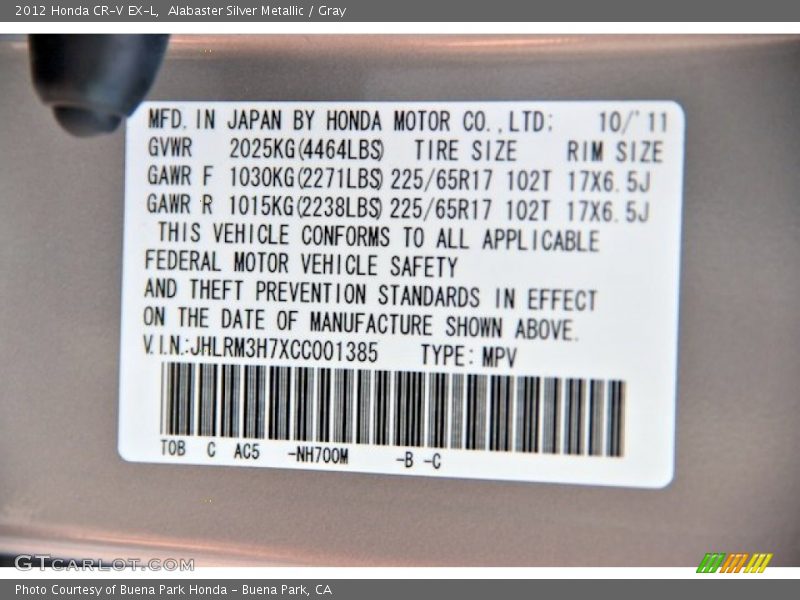 2012 Honda CR-V EX-L,  Alabaster Silver Metallic / Gray
MFD. IN JAPAN BY HONDA MOTOR CO.,LTD: 10/'11
GVWR 2025KG(4464LBS) TIRE SIZE RIM SIZE
GAWR F 1030KG(2271LBS) 225/65R17 102T 17X6.5J
GAWR R 1015KG(2238LBS) 225/65R17 102T 17X6.5J
THIS VEHICLE CONFORMS TO ALL APPLICABLE
FEDERAL MOTOR VEHICLE SAFETY
AND THEFT PREVENTION STANDARDS IN EFFECT
ON THE DATE OF MANUFACTURE SHOWN ABOVE.
V.I.N.:JHLRM3H7XCC001385 TYPE: MPV
TOB C AC5 -NH700M -B -C
GTCARLOT.COM
Photo Courtesy of Buena Park Honda - Buena Park, CA